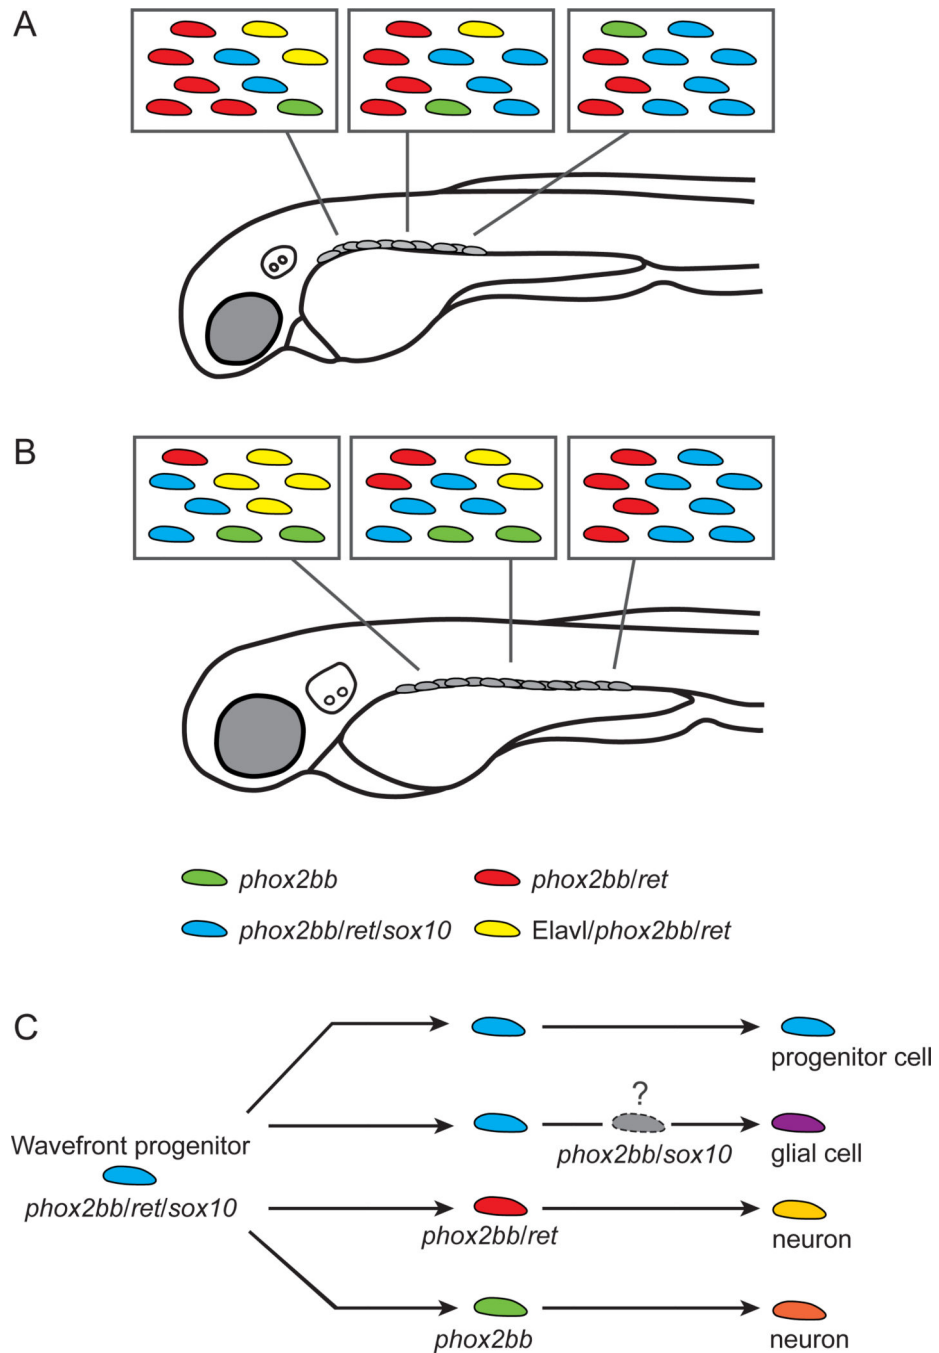 A
B
phox2bb
phox2bb/ret
phox2bb/ret/sox10
Elavl/phox2bb/ret
C
progenitor cell
?
Wavefront progenitor
phox2bb/sox10
glial cell
phox2bb/ret/sox10
phox2bb/ret
neuron
phox2bb
neuron